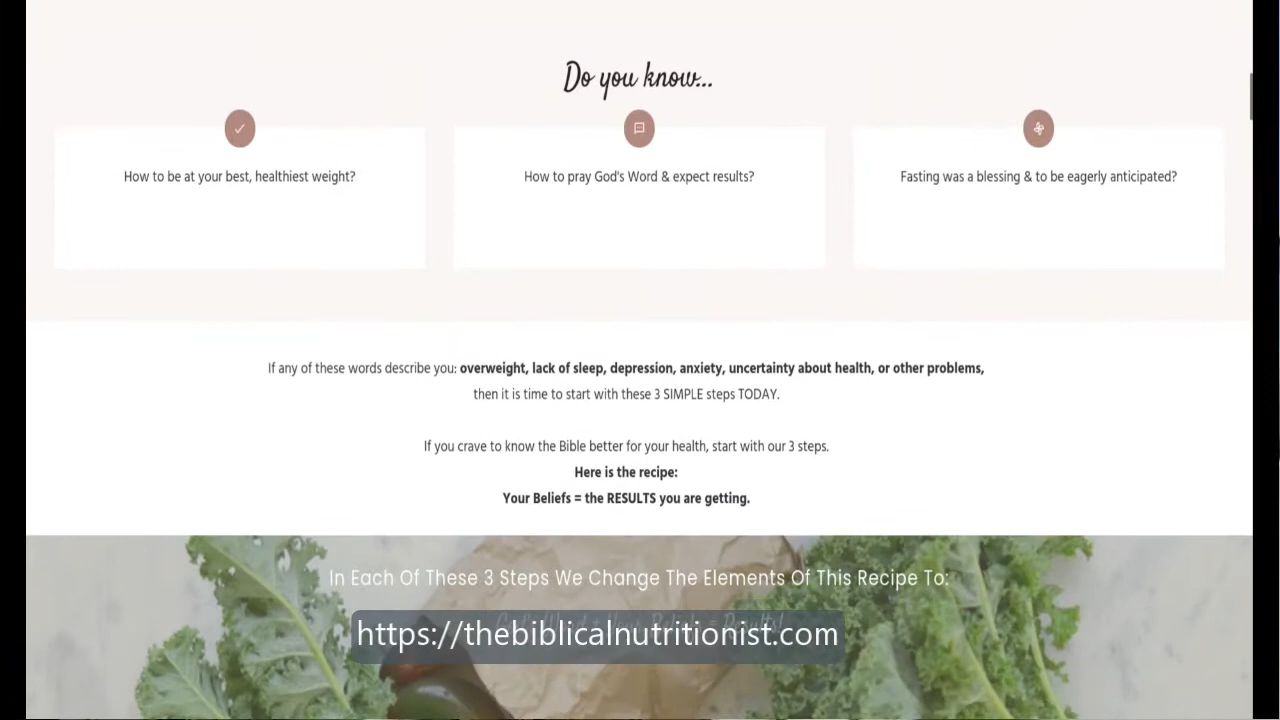 Do you know...
How to be at your best, healthiest weight?
How to pray God's Word & expect results?
Fasting was a blessing & to be eagerly anticipated?
If any of these words describe you: overweight, lack of sleep, depression, anxiety, uncertainty about health, or other problems,
then it is time to start with these 3 SIMPLE steps TODAY.
If you crave to know the Bible better for your health, start with our 3 steps.
Here is the recipe:
Your Beliefs = the RESULTS you are getting.
In Each Of These 3 Steps We Change The Elements Of This Recipe To:
God's Word + Your Beliefs = Results!
https://thebiblicalnutritionist.com